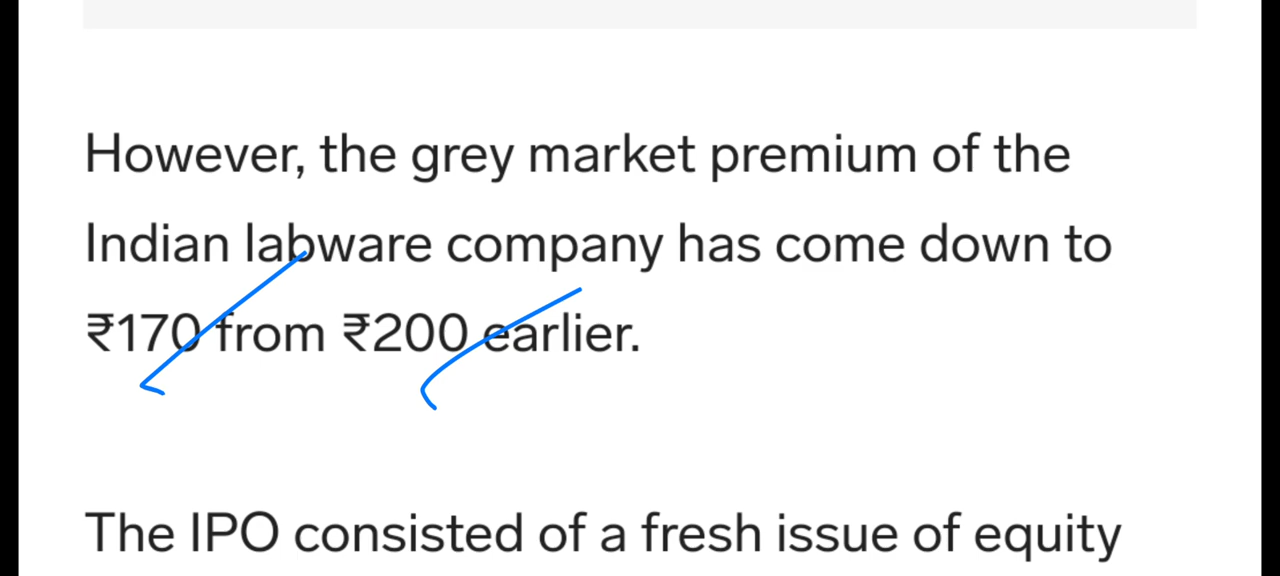 However, the grey market premium of the
Indian labware company has come down to
₹170 from ₹200 earlier.
The IPO consisted of a fresh issue of equity